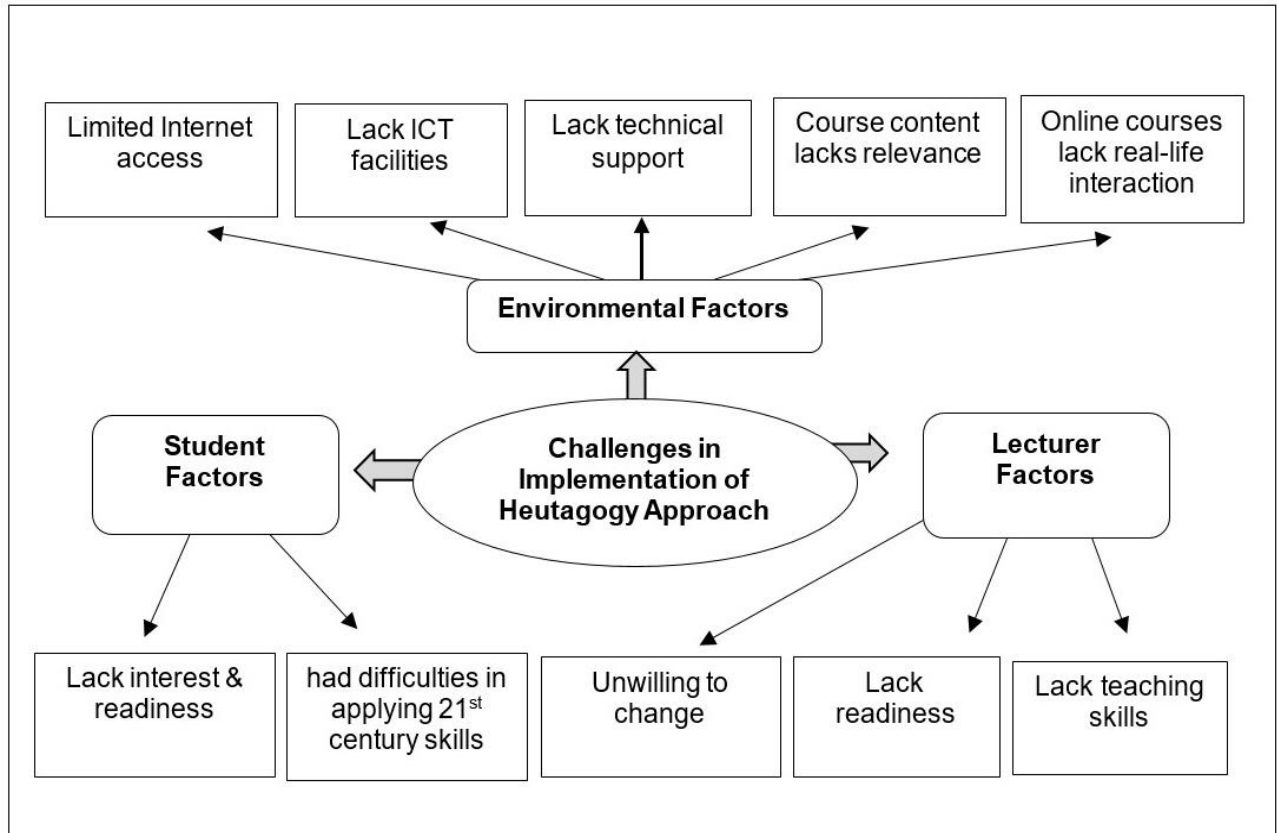 Limited Internet
access
Lack ICT
facilities
Lack technical
support
Course content
lacks relevance
Online courses
lack real-life
interaction
Environmental Factors
Student
Factors
Challenges in
Implementation of
Heutagogy Approach
Lecturer
Factors
Lack interest &
readiness
had difficulties in
applying 21st
century skills
Unwilling to
change
Lack
readiness
Lack teaching
skills